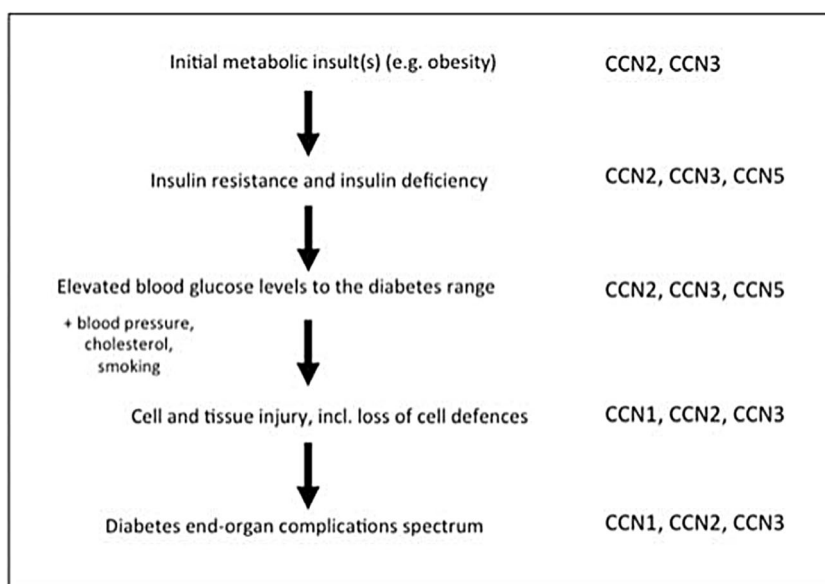 Initial metabolic insult(s) (e.g. obesity) CCN2, CCN3
Insulin resistance and insulin deficiency CCN2, CCN3, CCN5
Elevated blood glucose levels to the diabetes range CCN2, CCN3, CCN5
+ blood pressure,
cholesterol,
smoking
Cell and tissue injury, incl. loss of cell defences CCN1, CCN2, CCN3
Diabetes end-organ complications spectrum CCN1, CCN2, CCN3